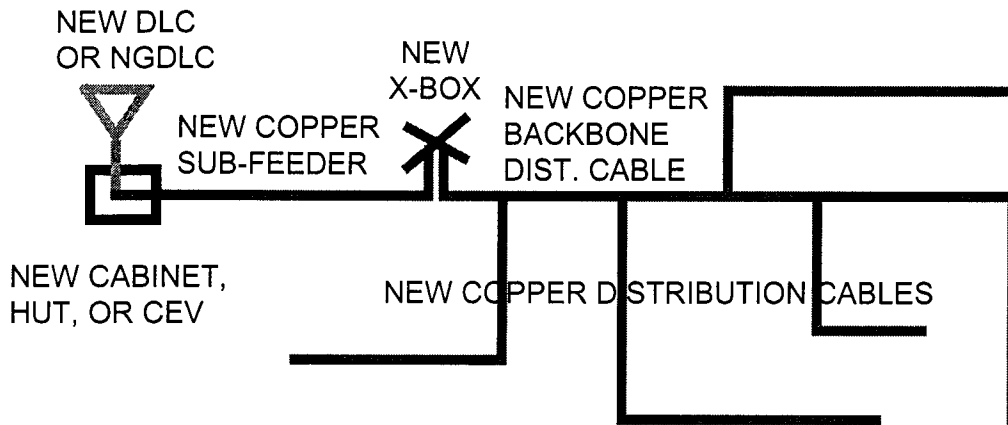 NEW DLC
OR NGDLC
NEW
X-BOX
NEW COPPER
SUB-FEEDER
NEW COPPER
BACKBONE
DIST. CABLE
NEW CABINET,
HUT, OR CEV
NEW COPPER DISTRIBUTION CABLES